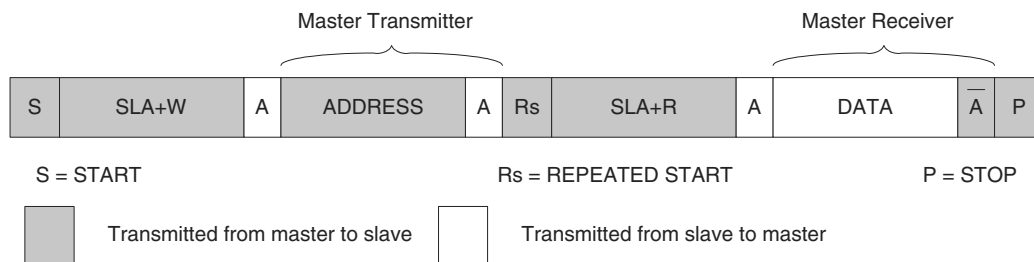 Master Transmitter Master Receiver
S SLA+W A ADDRESS A Rs SLA+R A DATA A̅ P
S = START Rs = REPEATED START P = STOP
Transmitted from master to slave Transmitted from slave to master